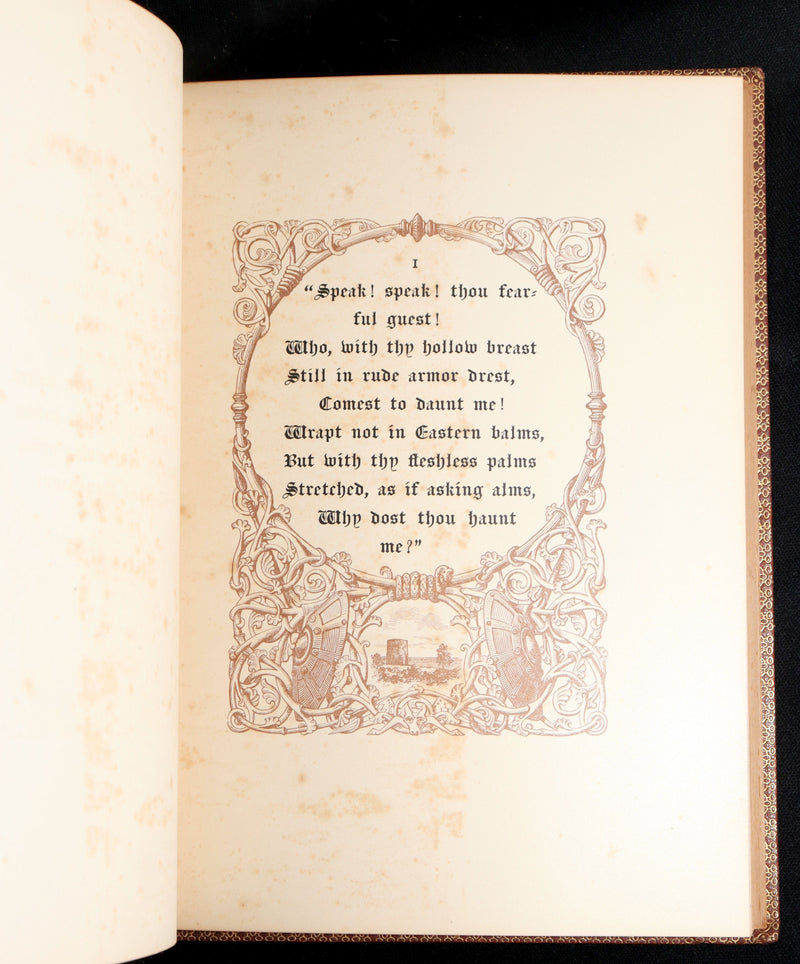 1
“Speak! speak! thou fear-
ful guest!
Who, with thy hollow breast
Still in rude armor drest,
Comest to daunt me!
Wrapt not in Eastern balms,
But with thy fleshless palms
Stretched, as if asking alms,
Why dost thou haunt
me?”